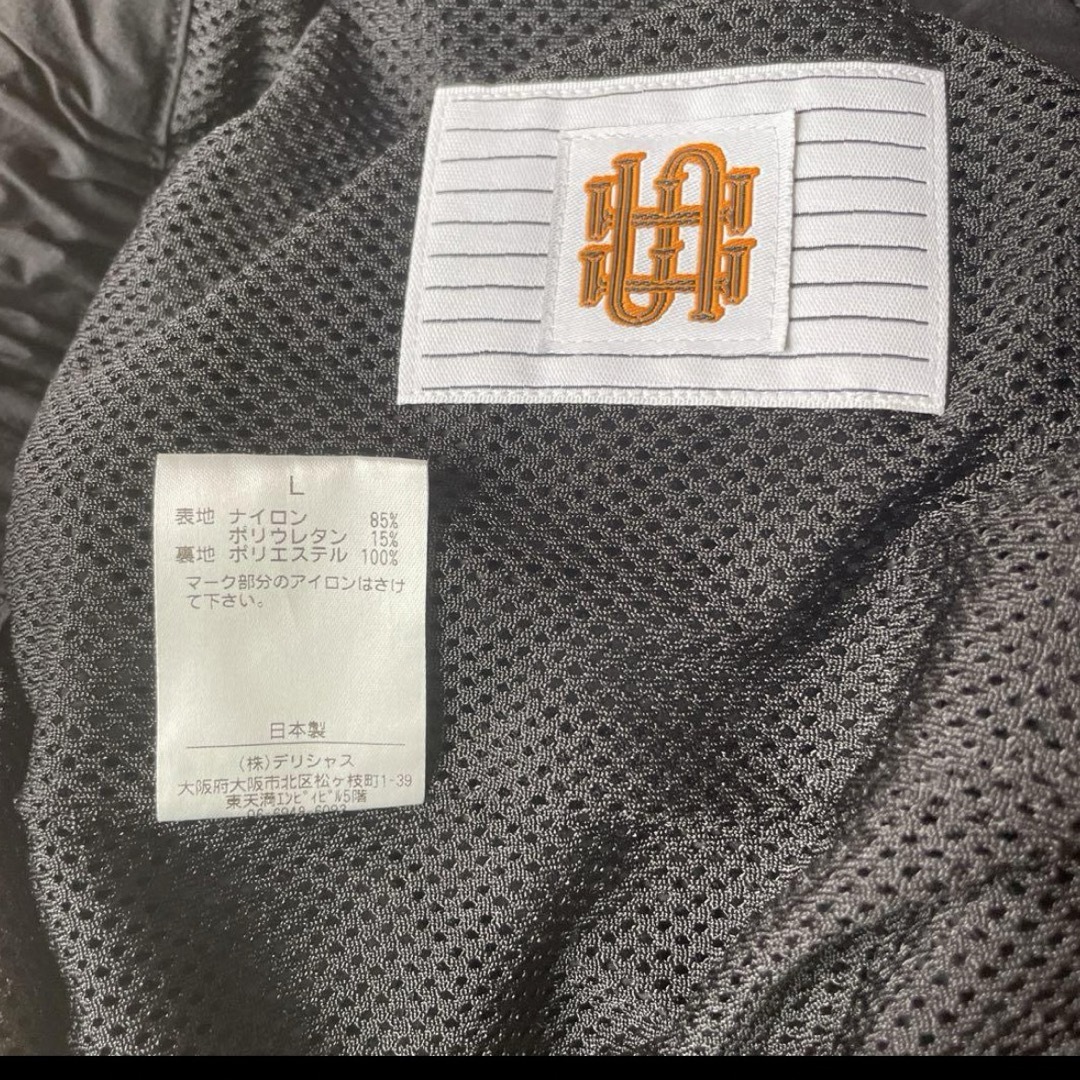 L
表地 ナイロン 85%
ポリウレタン 15%
裏地 ポリエステル 100%
マーク部分のアイロンはさけ
て下さい。
日本製
(株)デリシャス
大阪府大阪市北区松ヶ枝町1-39
東天満ｴﾝﾋﾞｨﾋﾞﾙ5階